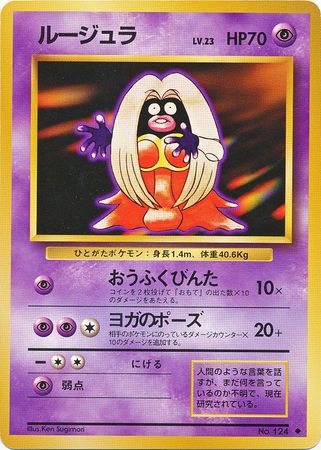 ルージュラ LV.23 HP70
ひとがたポケモン：身長1.4m、体重40.6Kg
おうふくびんた 10×
コインを2枚投げて「おもて」の出た数×10
のダメージをあたえる。
ヨガのポーズ 20+
相手のポケモンにのっているダメージカウンター×
10のダメージを追加する。
ー にげる
弱点
人間のような言葉を話
すが、まだ何を言って
いるのか不明で、現在
研究されている。
Illus.Ken Sugimori No.124